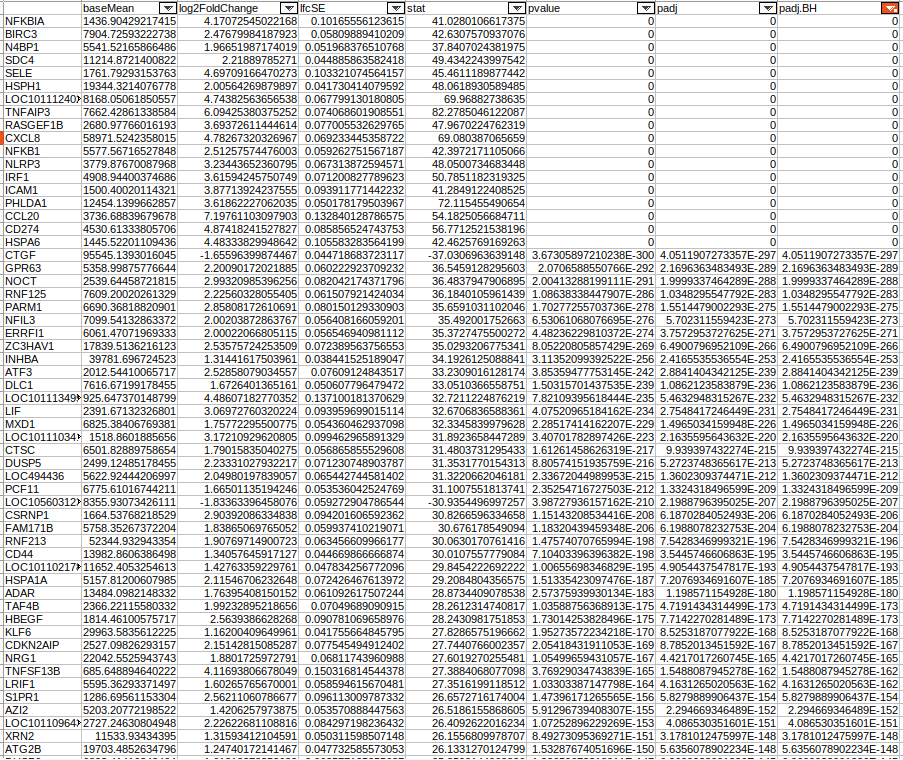 baseMean log2FoldChange lfcSE stat pvalue padj padj.BH
NFKBIA 1436.90429217415 4.17072545022168 0.10165556123615 41.0280106617375 0 0 0
BIRC3 7904.72593222738 2.47679984187923 0.05809889410209 42.6307570937076 0 0 0
N4BP1 5541.52165866486 1.96651987174019 0.051968376510768 37.8407024381975 0 0 0
SDC4 11214.8721400822 2.21889785271 0.044885863582418 49.4342243997542 0 0 0
SELE 1761.79293153763 4.69709166470273 0.103321074564157 45.4611189877442 0 0 0
HSPH1 19344.3214076778 2.00564269879897 0.041730414079592 48.0618930589485 0 0 0
LOC10111240 8168.05061850557 4.74382563656538 0.067799130180805 69.968822738635 0 0 0
TNFAIP3 7662.42861338584 6.09425380375252 0.074068601908551 82.2785046122087 0 0 0
RASGEF1B 2680.97766016193 3.69372611444614 0.077005532629765 47.9670224762319 0 0 0
CXCL8 58971.5242358015 4.78267320326967 0.069233445358722 69.080387065659 0 0 0
NFKB1 5577.56716527848 2.51257574476003 0.059262751567187 42.3972171105066 0 0 0
NLRP3 3779.87670087968 3.23443652360795 0.067313872594571 48.0500734683448 0 0 0
IRF1 4908.94400374686 3.61594245750749 0.071200827789623 50.7851182319325 0 0 0
ICAM1 1500.40020114321 3.87713924237555 0.093911771442232 41.2849122408525 0 0 0
PHLDA1 12454.1399662857 3.61862227062035 0.050178179503967 72.115455490654 0 0 0
CCL20 3736.68839679678 7.19761103097903 0.132840128786575 54.1825056684711 0 0 0
CD274 4530.61333805706 4.87418241527827 0.085856524743753 56.7712521538196 0 0 0
HSPA6 1445.52201109436 4.48333829948642 0.105583283564199 42.4625769169263 0 0 0
CTGF 95545.1393016045 -1.65596399874467 0.044718683723117 -37.0306963639148 3.67305897210238E-300 4.0511907273357E-297 4.0511907273357E-297
GPR63 5358.99875776644 2.20090172021885 0.060222923709232 36.5459128295603 2.0706588550766E-292 2.1696363483493E-289 2.1696363483493E-289
NOCT 2539.64458721815 2.99320985396256 0.082042174371796 36.4837947906895 2.00413288199111E-291 1.9999337464288E-288 1.9999337464288E-288
RNF125 7609.20020261329 2.22560328055405 0.061507921424034 36.1840105961439 1.08638338447907E-286 1.0348295547792E-283 1.0348295547792E-283
PARM1 6690.36818820901 2.85808172610691 0.080150129330903 35.6591031102046 1.70277255703736E-278 1.5514479002293E-275 1.5514479002293E-275
NFIL3 7099.54132863372 2.00203872863767 0.056408166059201 35.492001752663 6.53061068076695E-276 5.7023115594​23E-273 5.702311559423E-273
ERRFI1 6061.47071969333 2.00022066805115 0.056546940981112 35.3727475500272 4.48236229810372E-274 3.7572953727625E-271 3.7572953727625E-271
ZC3HAV1 17839.5136216123 2.53575724253509 0.072389563756553 35.0293206775341 8.05220805857429E-269 6.4900796952109E-266 6.4900796952109E-266
INHBA 39781.696724523 1.31441617503961 0.038441525189047 34.1926125088841 3.11352099392522E-256 2.4165535536554E-253 2.4165535536554E-253
ATF3 2012.54410065717 2.52858079034557 0.07609124843517 33.2309016128174 3.85359477753145E-242 2.8841404342125E-239 2.8841404342125E-239
DLC1 7616.67199178455 1.6726401365161 0.050607796479472 33.0510366558751 1.50315701437535E-239 1.0862123583879E-236 1.0862123583879E-236
LOC10111349 925.647370148799 4.48607182770352 0.137100181370629 32.7211224876219 7.82109395618444E-235 5.4632948315267E-232 5.4632948315267E-232
LIF 2391.67132326801 3.06972760320224 0.093959699015114 32.6706836588361 4.07520965184162E-234 2.7548417246449E-231 2.7548417246449E-231
MXD1 6825.38406769381 1.75772295500775 0.054360462937098 32.3345839979628 2.28517414162207E-229 1.4965034159948E-226 1.4965034159948E-226
LOC10111034 1518.8601885656 3.17210929620805 0.099462965891329 31.8923658447289 3.40701782897426E-223 2.1635595643632E-220 2.1635595643632E-220
CTSC 6501.82889758654 1.79015835040275 0.056865855529608 31.4803731295433 1.61261458626319E-217 9.939397432274E-215 9.939397432274E-215
DUSP5 2499.12485178455 2.23331027932217 0.071230748903787 31.3531770154313 8.80574151935759E-216 5.2723748365617E-213 5.2723748365617E-213
LOC494436 5622.92444206997 2.04980197839057 0.065442744581402 31.3220662046181 2.33672044989953E-215 1.3602309374471E-212 1.3602309374471E-212
PCF11 6775.61016744211 1.66501135194246 0.053536042524769 31.1007551813741 2.35254716727503E-212 1.3324318496599E-209 1.3324318496599E-209
LOC10560312 8355.93073426111 -1.83363396458076 0.059272904786544 -30.9354496997257 3.98727936157162E-210 2.1988796395025E-207 2.1988796395025E-207
CSRNP1 1664.53768218529 2.90392086334838 0.094201606592362 30.8266596334658 1.15143208534416E-208 6.1870284052493E-206 6.1870284052493E-206
FAM171B 5758.35267372204 1.83865069765052 0.05993741021​9071 30.676178549094 1.18320439459348E-206 6.1988078232753E-204 6.1988078232753E-204
RNF213 52344.932943354 1.90769714900723 0.063456609966177 30.0630170761416 1.47574070765994E-198 7.5428349996321E-196 7.5428349996321E-196
CD44 13982.8606386498 1.34057645917127 0.044669866666874 30.0107557779084 7.10403396396382E-198 3.5445746606863E-195 3.5445746606863E-195
LOC10110217 11652.4053254613 1.42763359229761 0.047834256772096 29.8454222692222 1.00655698346829E-195 4.9054437547817E-193 4.9054437547817E-193
HSPA1A 5157.81200607985 2.11546706232648 0.072426467613972 29.2084804356575 1.51335423097476E-187 7.2076934691607E-185 7.2076934691607E-185
ADAR 13484.0982148332 1.76395408150152 0.061092617507244 28.8734409078538 2.57375939930134E-183 1.198571154928E-180 1.198571154928E-180
TAF4B 2366.22115580332 1.99232895218656 0.07049689090915 28.2612314740817 1.03588756368913E-175 4.7191434314499E-173 4.7191434314499E-173
HBEGF 1814.46100575717 2.5639386628268 0.090781069658976 28.2430981751853 1.73014253828496E-175 7.7142270281489E-173 7.7142270281489E-173
KLF6 29963.5835612225 1.16200409649961 0.041755664845795 27.8286575196662 1.95273572234218E-170 8.5253187077922E-168 8.5253187077922E-168
CDKN2AIP 2527.09826293157 2.15142815085287 0.077545494912402 27.7440766002357 2.05418431911053E-169 8.7852013451592E-167 8.7852013451592E-167
NRG1 22042.5525943743 1.8801725972791 0.068117439960988 27.6019270255481 1.05499659431057E-167 4.4217017260745E-165 4.4217017260745E-165
TNFSF13B 685.648894640222 4.11693806678049 0.150316814544378 27.3884068077098 3.76929034743839E-165 1.5488087945278E-162 1.5488087945278E-162
LRIF1 5595.36293371497 1.60265765670001 0.058594615670481 27.3516199118512 1.03303387147798E-164 4.1631265020563E-162 4.1631265020563E-162
S1PR1 1286.69561153304 2.56211060786677 0.096113009787332 26.6572716174004 1.47396171265565E-156 5.8279889906437E-154 5.8279889906437E-154
AZI2 5203.20772198522 1.4206257973875 0.053570888447563 26.5186155868605 5.91296739408307E-155 2.294669346489E-152 2.294669346489E-152
LOC10110964 2727.24630804948 2.22622688108816 0.084297198236432 26.4092622016234 1.07252896229269E-153 4.086530351601E-151 4.086530351601E-151
XRN2 11533.93434395 1.31593412104591 0.050311598507148 26.1556809978707 8.49273095369271E-151 3.1781012475997E-148 3.1781012475997E-148
ATG2B 19703.4852634796 1.24740172141467 0.047732585573053 26.1331270124799 1.53287674051696E-150 5.6356078902234E-148 5.6356078902234E-148